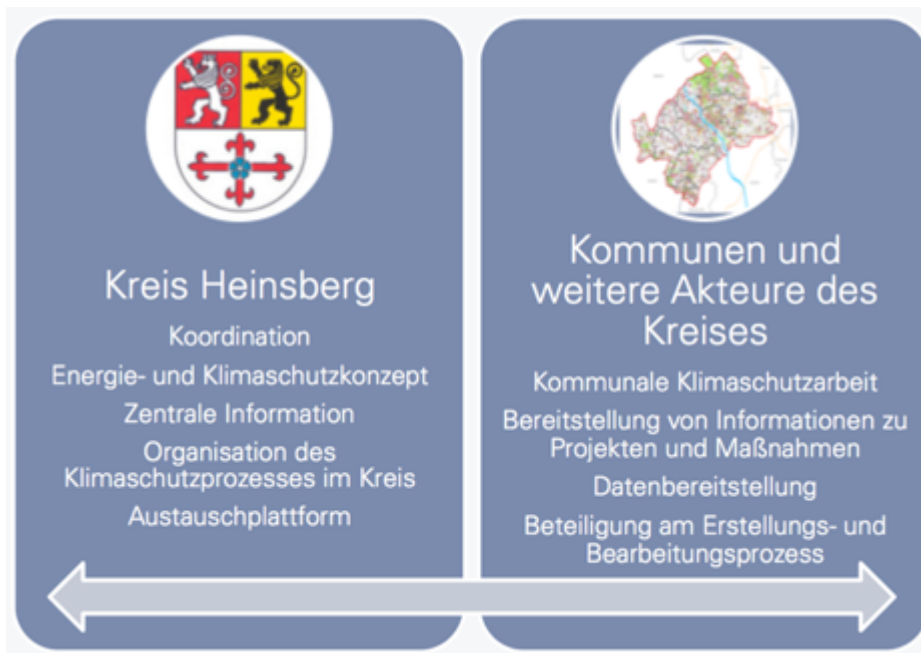 Kreis Heinsberg
Koordination
Energie- und Klimaschutzkonzept
Zentrale Information
Organisation des
Klimaschutzprozesses im Kreis
Austauschplattform
Kommunen und
weitere Akteure des
Kreises
Kommunale Klimaschutzarbeit
Bereitstellung von Informationen zu
Projekten und Maßnahmen
Datenbereitstellung
Beteiligung am Erstellungs- und
Bearbeitungsprozess